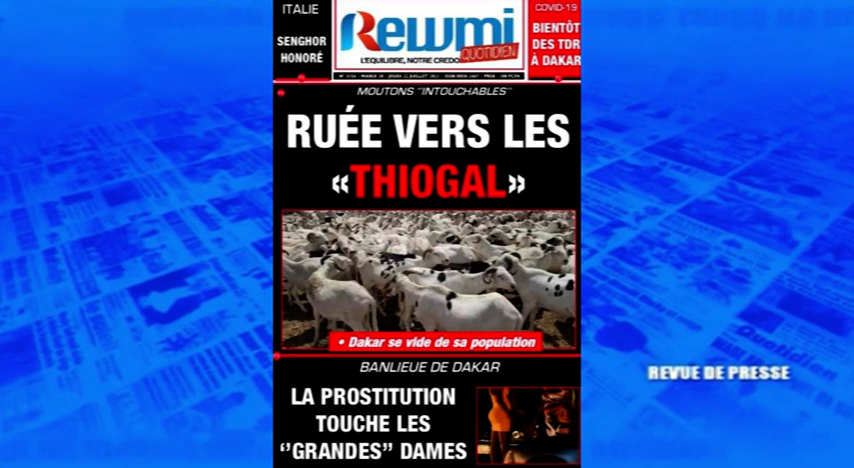 ITALIE
SENGHOR
HONORÉ
Rewmi
QUOTIDIEN
L'EQUILIBRE, NOTRE CREDO
COVID-19
BIENTÔT
DES TDR
À DAKAR
MOUTONS "INTOUCHABLES"
RUÉE VERS LES
«THIOGAL»
• Dakar se vide de sa population
BANLIEUE DE DAKAR
LA PROSTITUTION
TOUCHE LES
‘’GRANDES’’ DAMES
REVUE DE PRESSE
Quotidien